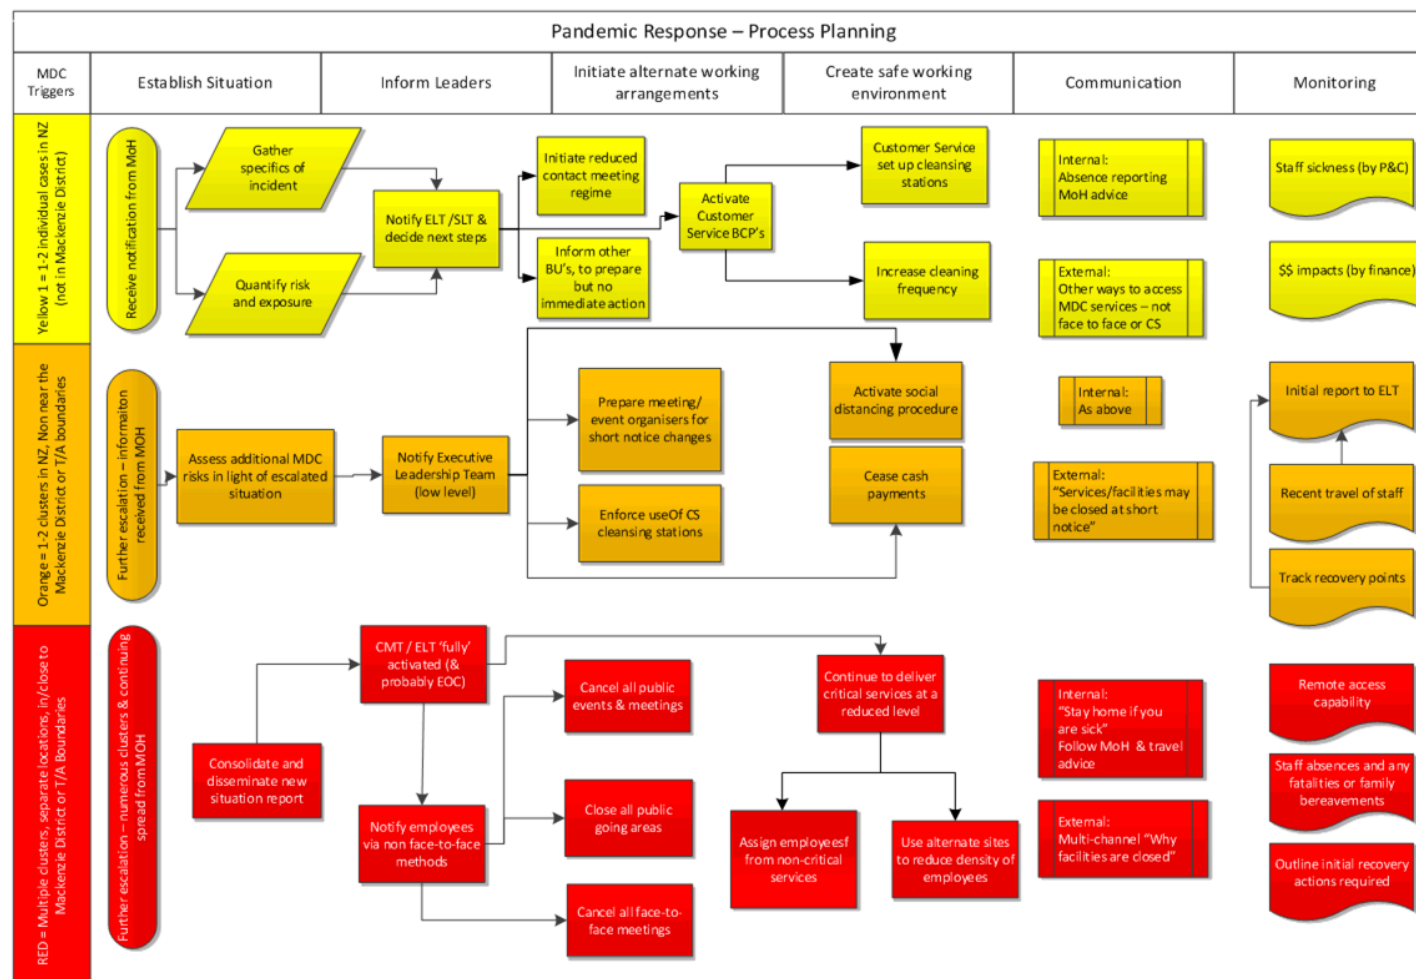 Pandemic Response – Process Planning
MDC
Triggers
Establish Situation
Inform Leaders
Initiate alternate working
arrangements
Create safe working
environment
Communication
Monitoring
Yellow 1 = 1-2 individual cases in NZ
(not in Mackenzie District)
Receive notification from MoH
Gather
specifics of
incident
Quantify risk
and exposure
Notify ELT /SLT &
decide next steps
Initiate reduced
contact meeting
regime
Inform other
BU's, to prepare
but no
immediate action
Activate
Customer
Service BCP's
Customer Service
set up cleansing
stations
Increase cleaning
frequency
Internal:
Absence reporting
MoH advice
External:
Other ways to access
MDC services – not
face to face or CS
Staff sickness (by P&C)
$$ impacts (by finance)
Orange = 1-2 clusters in NZ, Non near the
Mackenzie District or T/A boundaries
Further escalation – informaiton
received from MOH
Assess additional MDC
risks in light of escalated
situation
Notify Executive
Leadership Team
(low level)
Prepare meeting/
event organisers for
short notice changes
Enforce useOf CS
cleansing stations
Activate social
distancing procedure
Cease cash
payments
Internal:
As above
External:
"Services/facilities may
be closed at short
notice"
Initial report to ELT
Recent travel of staff
Track recovery points
RED = Multiple clusters, separate locations, in/close to
Mackenzie District or T/A Boundaries
Further escalation – numerous clusters & continuing
spread from MOH
Consolidate and
disseminate new
situation report
CMT / ELT 'fully'
activated (&
probably EOC)
Notify employees
via non face-to-face
methods
Cancel all public
events & meetings
Close all public
going areas
Cancel all face-to-
face meetings
Continue to deliver
critical services at a
reduced level
Assign employeesf
from non-critical
services
Use alternate sites
to reduce density of
employees
Internal:
"Stay home if you
are sick"
Follow MoH & travel
advice
External:
Multi-channel "Why
facilities are closed"
Remote access
capability
Staff absences and any
fatalities or family
bereavements
Outline initial recovery
actions required